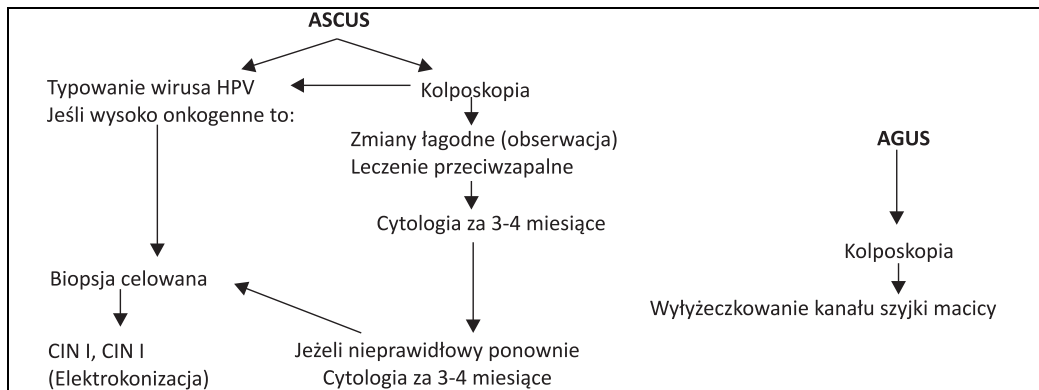 ASCUS
Typowanie wirusa HPV
Jeśli wysoko onkogenne to:
Kolposkopia
Zmiany łagodne (obserwacja)
Leczenie przeciwzapalne
Cytologia za 3-4 miesiące
Biopsja celowana
CIN I, CIN I
(Elektrokonizacja)
Jeżeli nieprawidłowy ponownie
Cytologia za 3-4 miesiące
AGUS
Kolposkopia
Wyłyżeczkowanie kanału szyjki macicy